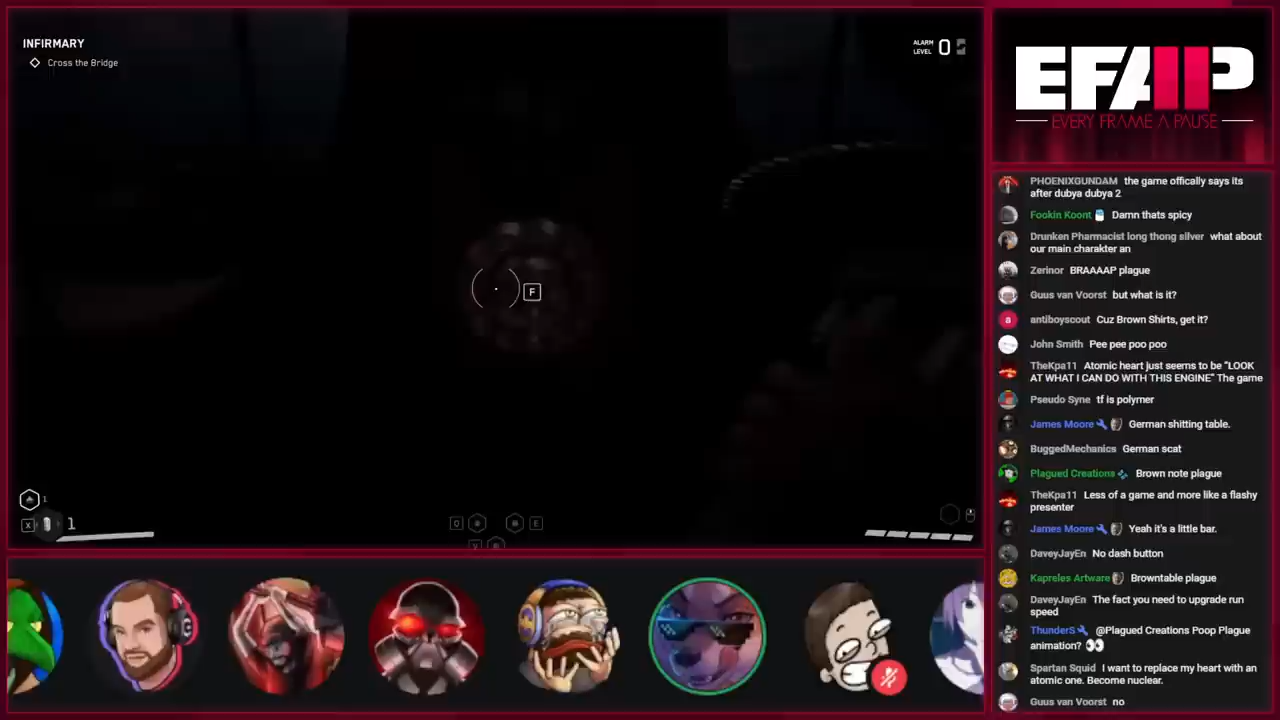 INFIRMARY
Cross the Bridge
ALARM
LEVEL 0
F
1
X 1
Q E
V
EFAP
EVERY FRAME A PAUSE
PHOENIXGUNDAM the game offically says its
after dubya dubya 2
Fookin Koont Damn thats spicy
Drunken Pharmacist long thong silver what about
our main charakter an
Zerinor BRAAAAP plague
Guus van Voorst but what is it?
a antiboyscout Cuz Brown Shirts, get it?
John Smith Pee pee poo poo
TheKpa11 Atomic heart just seems to be “LOOK
AT WHAT I CAN DO WITH THIS ENGINE” The game
Pseudo Syne tf is polymer
James Moore German shitting table.
BuggedMechanics German scat
Plagued Creations Brown note plague
TheKpa11 Less of a game and more like a flashy
presenter
James Moore Yeah it's a little bar.
DaveyJayEn No dash button
Kapreles Artware Browntable plague
DaveyJayEn The fact you need to upgrade run
speed
ThunderS @Plagued Creations Poop Plague
animation?
Spartan Squid I want to replace my heart with an
atomic one. Become nuclear.
Guus van Voorst no